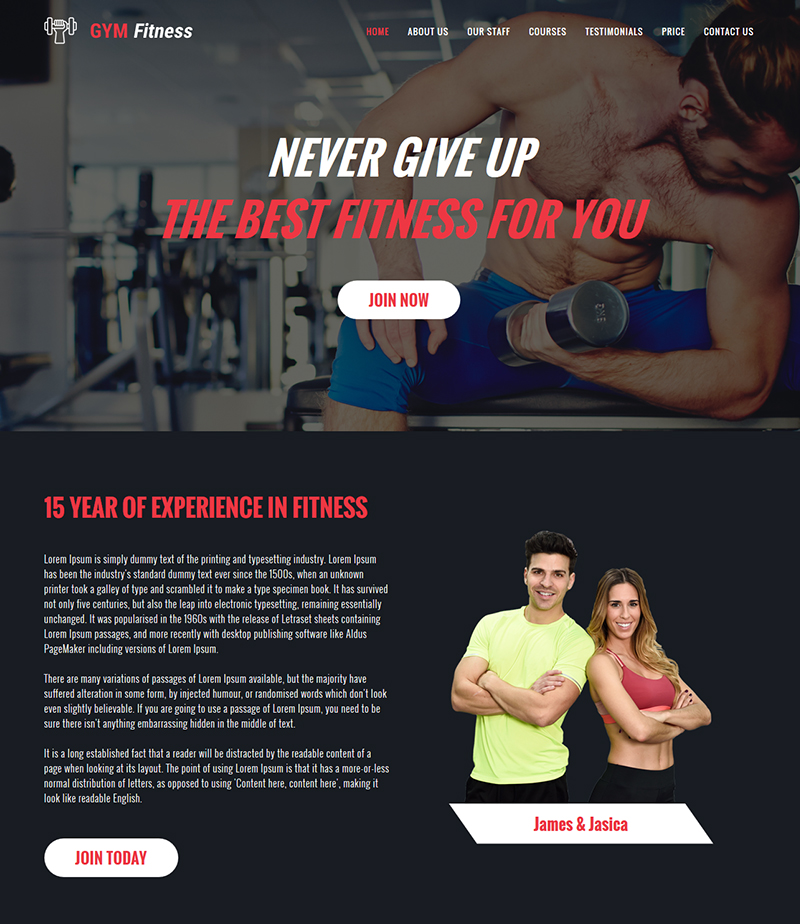 GYM Fitness
HOME ABOUT US OUR STAFF COURSES TESTIMONIALS PRICE CONTACT US
NEVER GIVE UP
THE BEST FITNESS FOR YOU
JOIN NOW
15 YEAR OF EXPERIENCE IN FITNESS
Lorem Ipsum is simply dummy text of the printing and typesetting industry. Lorem Ipsum
has been the industry's standard dummy text ever since the 1500s, when an unknown
printer took a galley of type and scrambled it to make a type specimen book. It has survived
not only five centuries, but also the leap into electronic typesetting, remaining essentially
unchanged. It was popularised in the 1960s with the release of Letraset sheets containing
Lorem Ipsum passages, and more recently with desktop publishing software like Aldus
PageMaker including versions of Lorem Ipsum.
There are many variations of passages of Lorem Ipsum available, but the majority have
suffered alteration in some form, by injected humour, or randomised words which don't look
even slightly believable. If you are going to use a passage of Lorem Ipsum, you need to be
sure there isn't anything embarrassing hidden in the middle of text.
It is a long established fact that a reader will be distracted by the readable content of a
page when looking at its layout. The point of using Lorem Ipsum is that it has a more-or-less
normal distribution of letters, as opposed to using 'Content here, content here', making it
look like readable English.
JOIN TODAY
James & Jasica